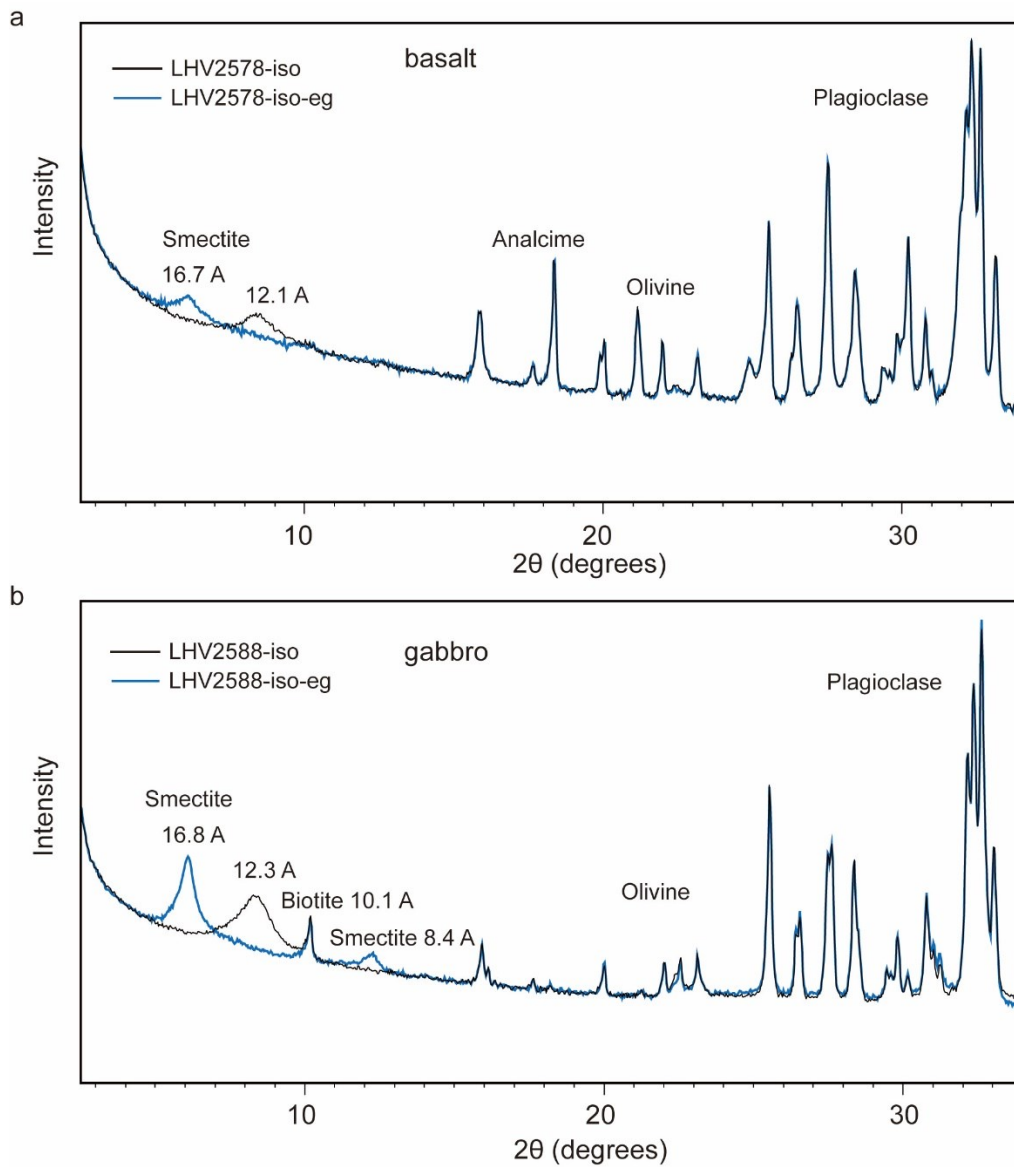 a
basalt
LHV2578-iso
LHV2578-iso-eg
Plagioclase
Smectite
16.7 A
12.1 A
Analcime
Olivine
Intensity
10
20
30
2θ (degrees)
b
gabbro
LHV2588-iso
LHV2588-iso-eg
Plagioclase
Smectite
16.8 A
12.3 A
Biotite 10.1 A
Smectite 8.4 A
Olivine
Intensity
10
20
30
2θ (degrees)